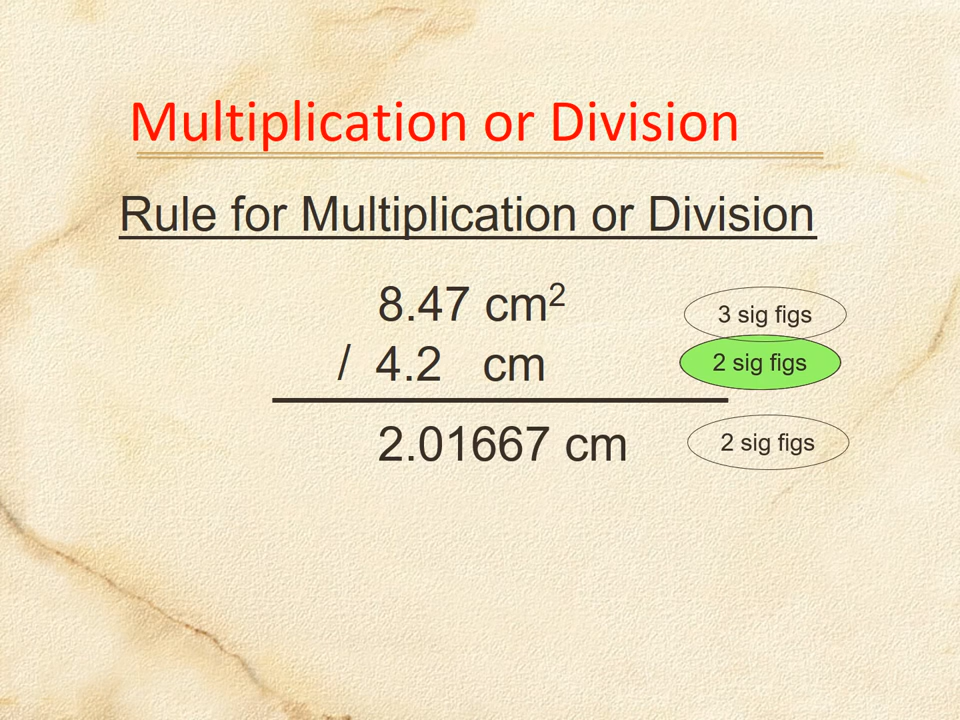 Multiplication or Division
Rule for Multiplication or Division
8.47 cm² 3 sig figs
/ 4.2 cm 2 sig figs
2.01667 cm 2 sig figs